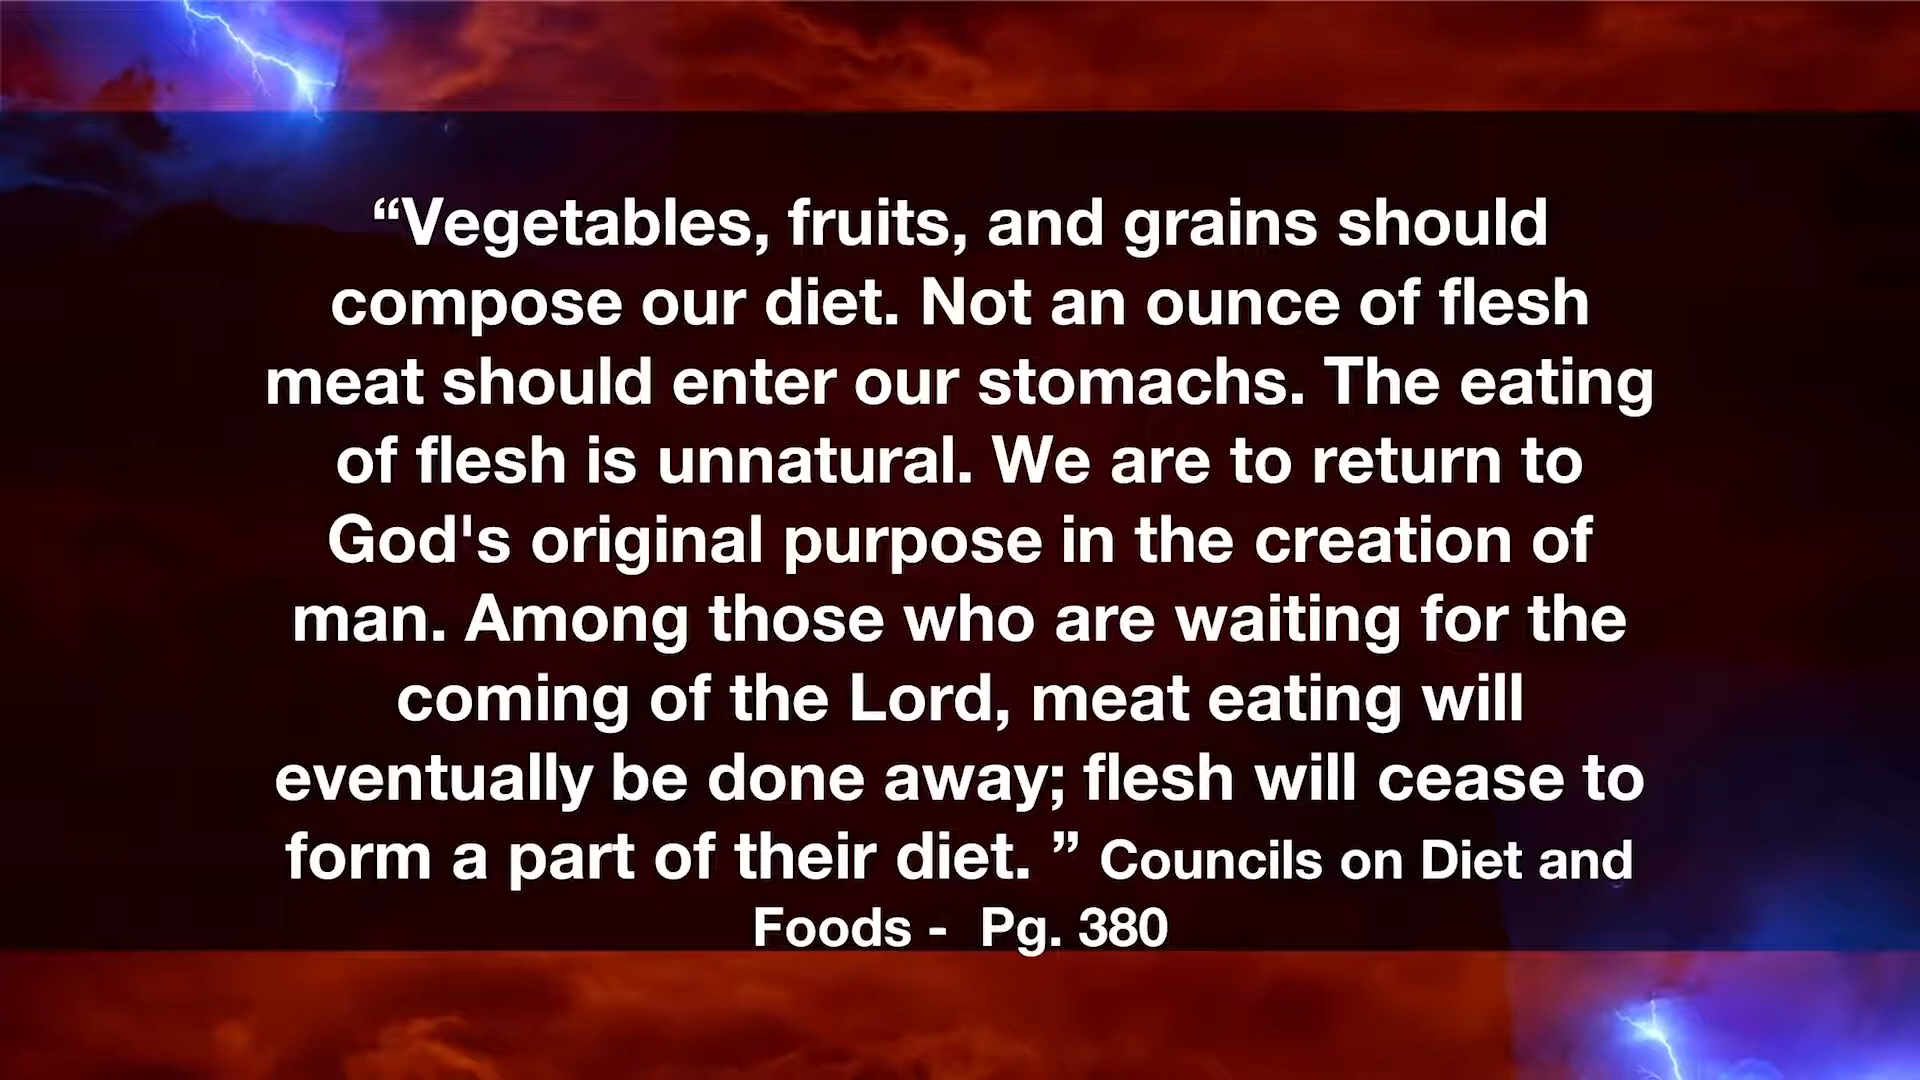 “Vegetables, fruits, and grains should
compose our diet. Not an ounce of flesh
meat should enter our stomachs. The eating
of flesh is unnatural. We are to return to
God's original purpose in the creation of
man. Among those who are waiting for the
coming of the Lord, meat eating will
eventually be done away; flesh will cease to
form a part of their diet. ” Councils on Diet and
Foods -  Pg. 380